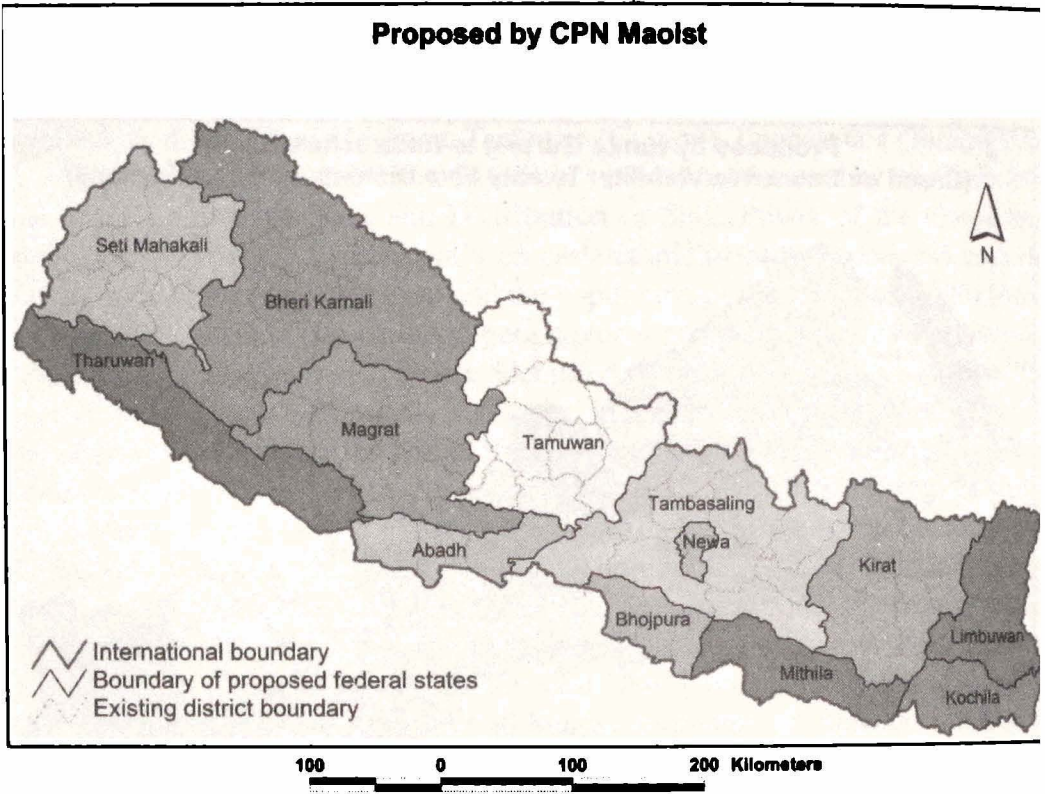 Proposed by CPN Maoist
N
Seti Mahakali
Bheri Karnali
Tharuwan
Magrat
Tamuwan
Tambasaling
Newa
Abadh
Kirat
Bhojpura
Limbuwan
Mithila
Kochila
International boundary
Boundary of proposed federal states
Existing district boundary
100 0 100 200 Kilometers